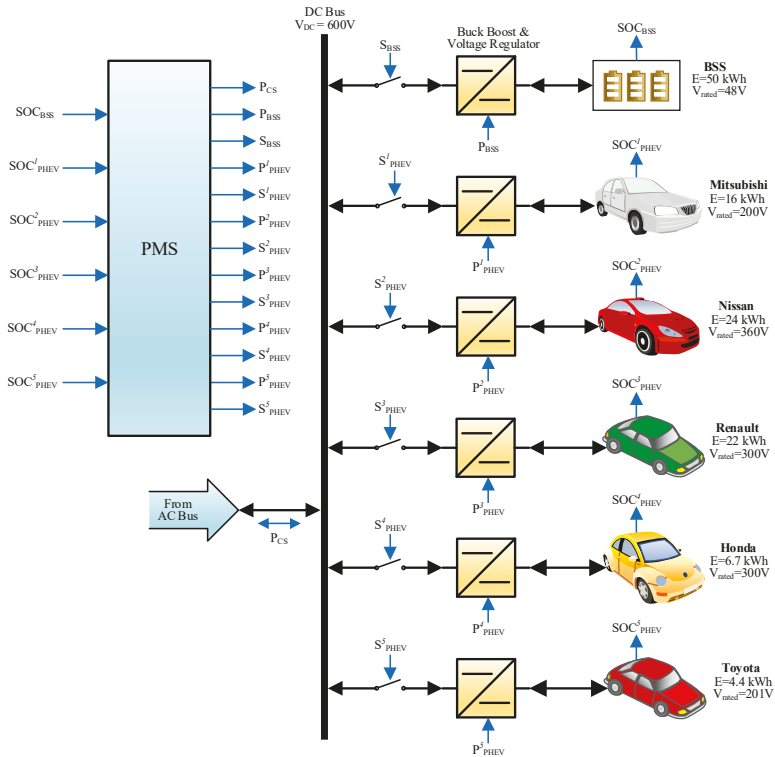 DC Bus
V_DC = 600V
Buck Boost &
Voltage Regulator
S_BSS
P_BSS
SOC_BSS
BSS
E=50 kWh
V_rated=48V
SOC_BSS
SOC^1_PHEV
SOC^2_PHEV
SOC^3_PHEV
SOC^4_PHEV
SOC^5_PHEV
PMS
P_CS
P_BSS
S_BSS
P^1_PHEV
S^1_PHEV
P^2_PHEV
S^2_PHEV
P^3_PHEV
S^3_PHEV
P^4_PHEV
S^4_PHEV
P^5_PHEV
S^5_PHEV
From
AC Bus
P_CS
S^1_PHEV
P^1_PHEV
SOC^1_PHEV
Mitsubishi
E=16 kWh
V_rated=200V
S^2_PHEV
P^2_PHEV
SOC^2_PHEV
Nissan
E=24 kWh
V_rated=360V
S^3_PHEV
P^3_PHEV
SOC^3_PHEV
Renault
E=22 kWh
V_rated=300V
S^4_PHEV
P^4_PHEV
SOC^4_PHEV
Honda
E=6.7 kWh
V_rated=300V
S^5_PHEV
P^5_PHEV
SOC^5_PHEV
Toyota
E=4.4 kWh
V_rated=201V